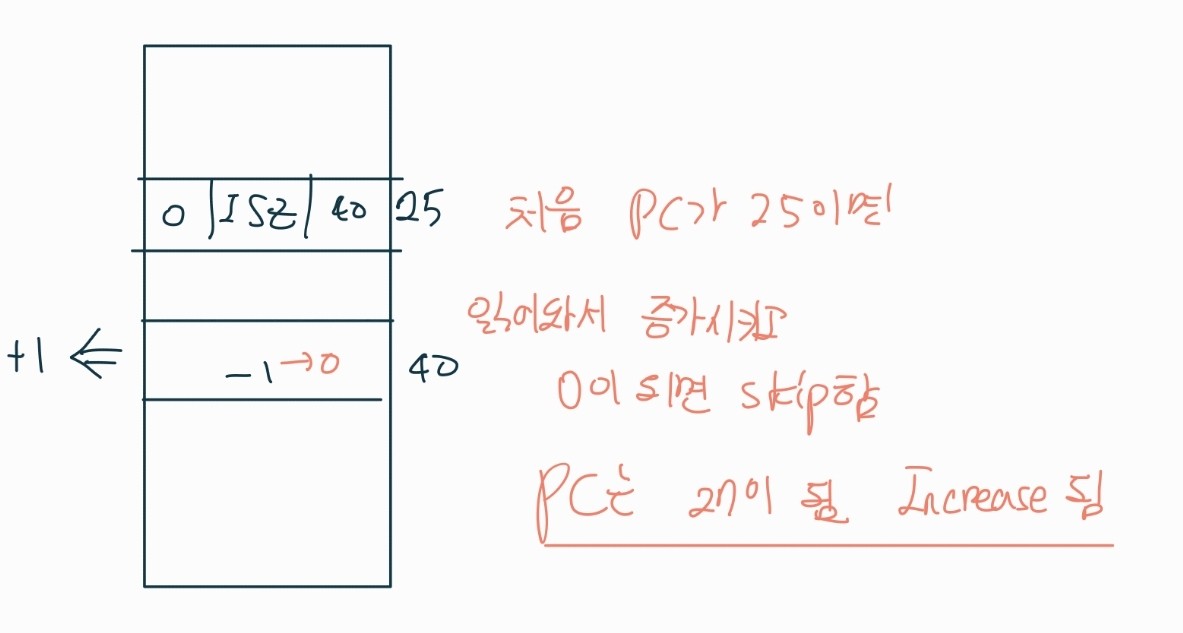 0 | ISZ | 40 25
처음 PC가 25이면
읽어와서 증가시키고
+1 ⇐ -1 → 0 40
0이 되면 skip함
PC는 27이 됨 Increase 됨